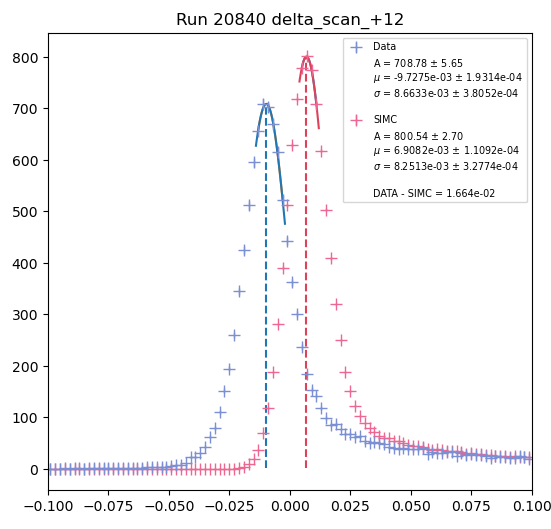 Run 20840 delta_scan_+12
Data
A = 708.78 ± 5.65
μ = -9.7275e-03 ± 1.9314e-04
σ = 8.6633e-03 ± 3.8052e-04
SIMC
A = 800.54 ± 2.70
μ = 6.9082e-03 ± 1.1092e-04
σ = 8.2513e-03 ± 3.2774e-04
DATA - SIMC = 1.664e-02
800
700
600
500
400
300
200
100
0
−0.100 −0.075 −0.050 −0.025 0.000 0.025 0.050 0.075 0.100